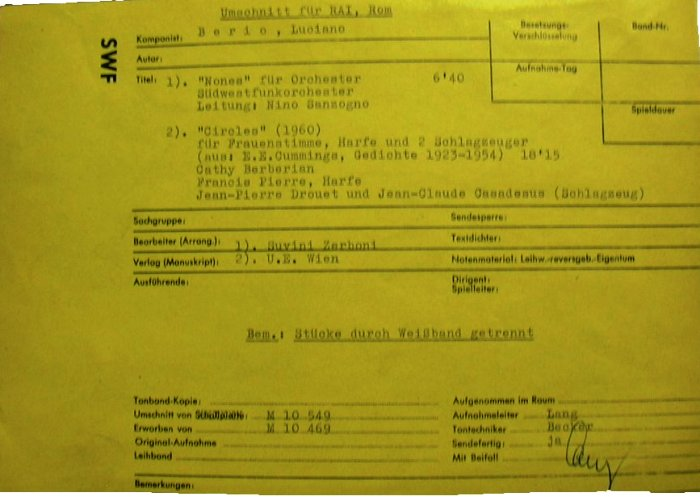 Umschnitt für RAI, Rom
SWF
Komponist: B e r i o , Luciano
Besetzungs-
Verschlüsselung
Band-Nr.
Autor:
Aufnahme-Tag
Titel: 1). "Nones" für Orchester 6'40
Südwestfunkorchester
Leitung: Nino Sanzogno
Spieldauer
2). "Circles" (1960)
für Frauenstimme, Harfe und 2 Schlagzeuger
(aus: E.E.Cummings, Gedichte 1923-1954) 18'15
Cathy Berberian
Francis Pierre, Harfe
Jean-Pierre Drouet und Jean-Claude Casadesus (Schlagzeug)
Sachgruppe: Sendesperre:
Bearbeiter (Arrang.): 1). Suvini Zerboni Textdichter:
Verlag (Manuskript): 2). U.E. Wien Notenmaterial: Leihw.-reversgeb.-Eigentum
Ausführende: Dirigent:
Spielleiter:
Bem.: Stücke durch Weißband getrennt
Tonband-Kopie: Aufgenommen im Raum
Umschnitt von Schallplatte: M 10 549 Aufnahmeleiter Lang
Erworben von M 10 469 Tontechniker Becker
Original-Aufnahme Sendefertig: ja
Leihband Mit Beifall
Bemerkungen: